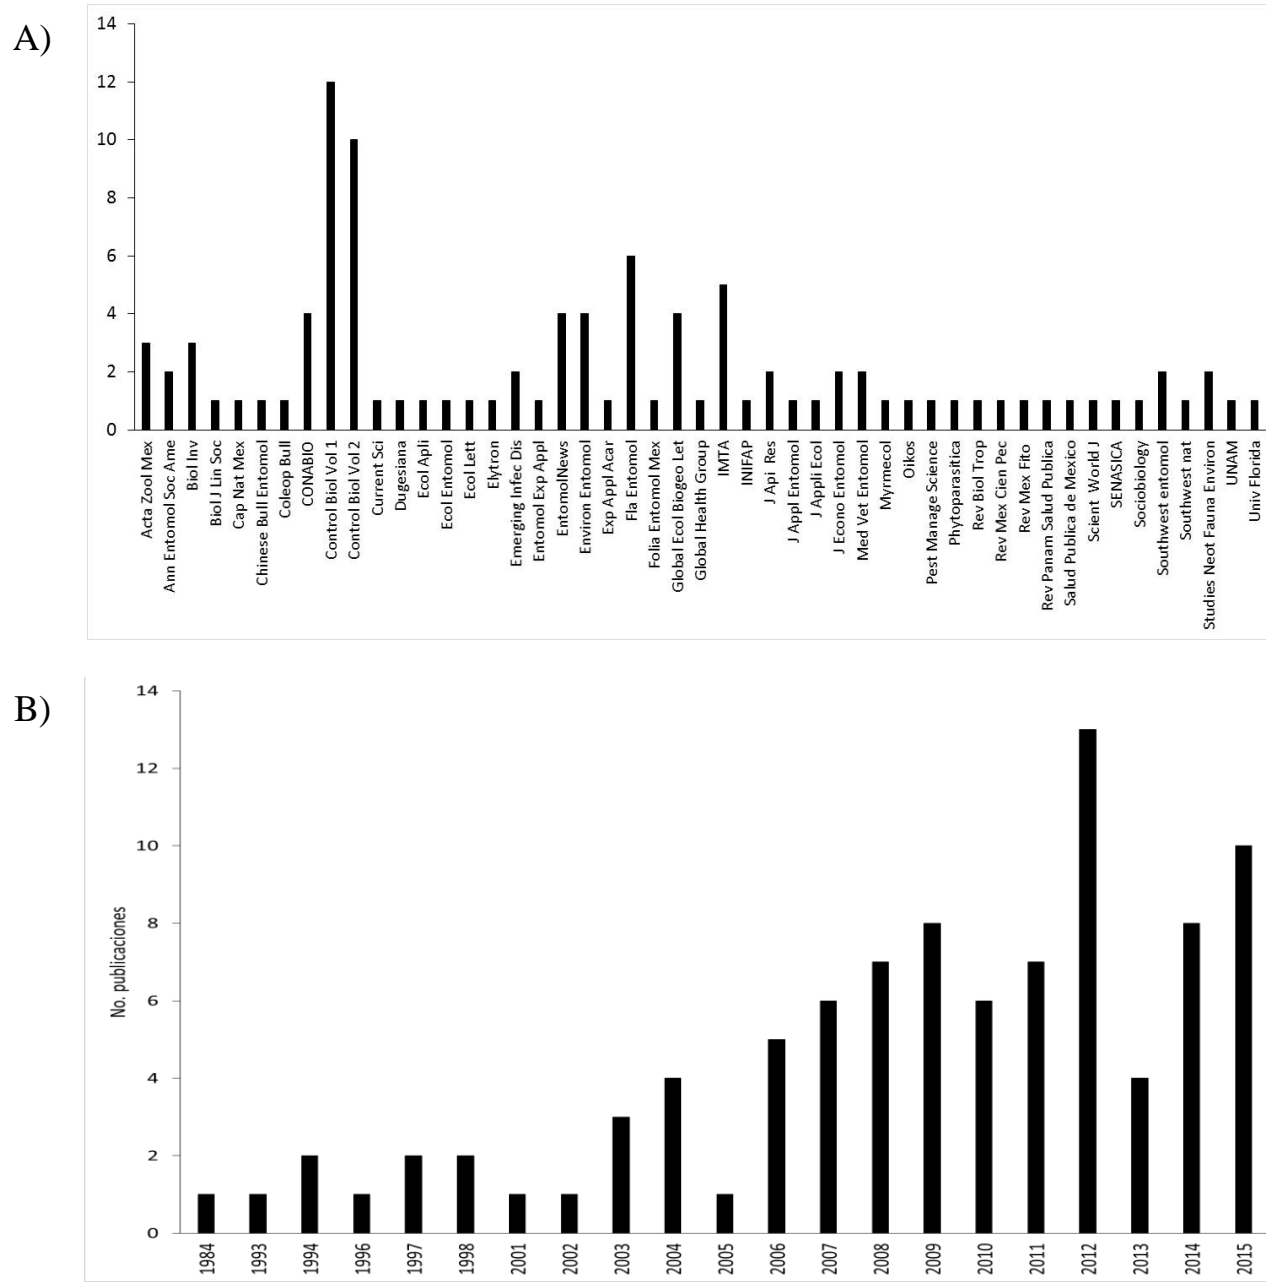 A)
14
12
10
8
6
4
2
0
Acta Zool Mex
Ann Entomol Soc Ame
Biol Inv
Biol J Lin Soc
Cap Nat Mex
Chinese Bull Entomol
Coleop Bull
CONABIO
Control Biol Vol 1
Control Biol Vol 2
Current Sci
Dugesiana
Ecol Apli
Ecol Entomol
Ecol Lett
Elytron
Emerging Infec Dis
Entomol Exp Appl
EntomolNews
Environ Entomol
Exp Appl Acar
Fla Entomol
Folia Entomol Mex
Global Ecol Biogeo Let
Global Health Group
IMTA
INIFAP
J Api Res
J Appl Entomol
J Appli Ecol
J Econo Entomol
Med Vet Entomol
Myrmecol
Oikos
Pest Manage Science
Phytoparasitica
Rev Biol Trop
Rev Mex Cien Pec
Rev Mex Fito
Rev Panam Salud Publica
Salud Publica de Mexico
Scient World J
SENASICA
Sociobiology
Southwest entomol
Southwest nat
Studies Neot Fauna Environ
UNAM
Univ Florida
B)
No. publicaciones
14
12
10
8
6
4
2
0
1984
1993
1994
1996
1997
1998
2001
2002
2003
2004
2005
2006
2007
2008
2009
2010
2011
2012
2013
2014
2015